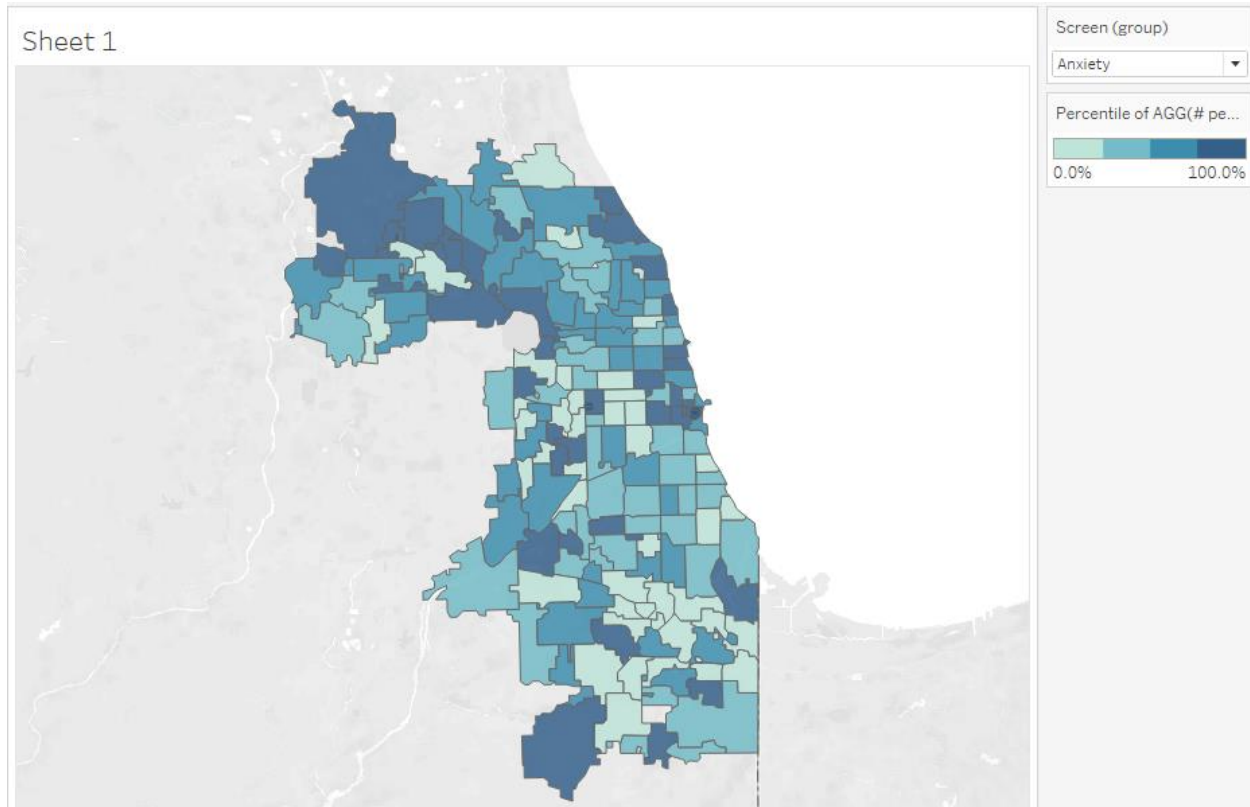 Sheet 1
Screen (group)
Anxiety
Percentile of AGG(# pe...
0.0% 100.0%